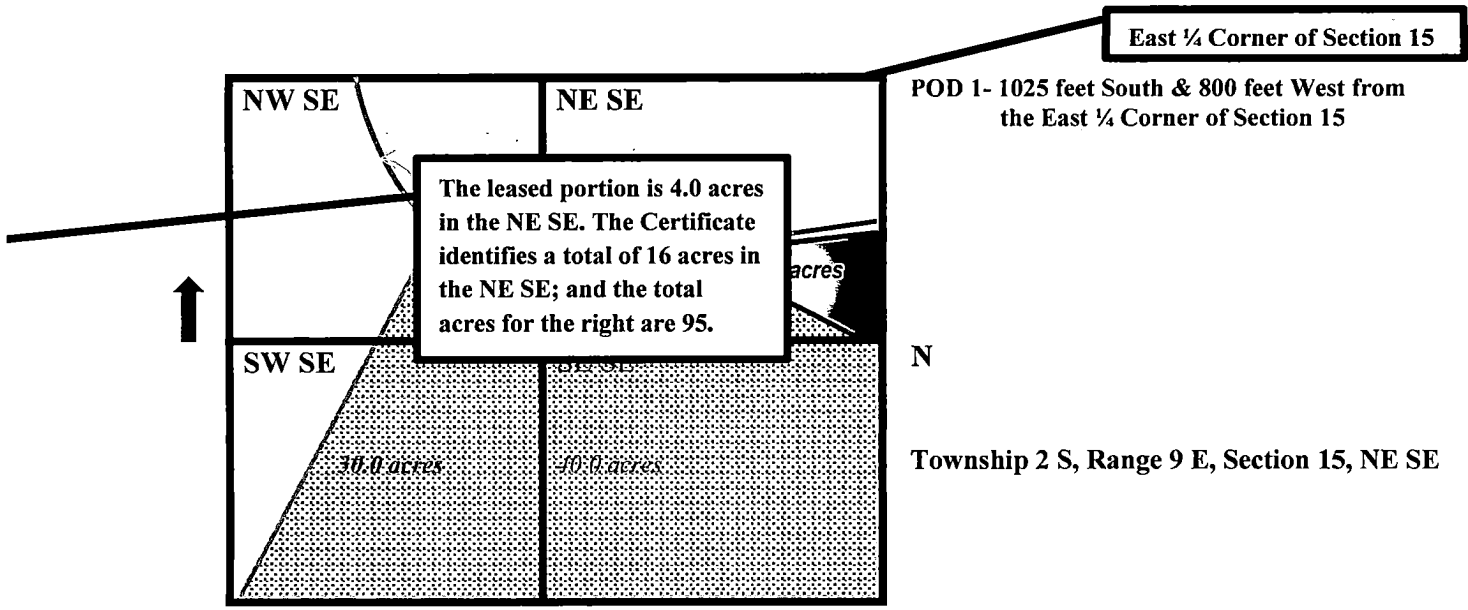 East ¼ Corner of Section 15
NW SE
NE SE
POD 1- 1025 feet South & 800 feet West from
the East ¼ Corner of Section 15
The leased portion is 4.0 acres
in the NE SE. The Certificate
identifies a total of 16 acres in
the NE SE; and the total
acres for the right are 95.
acres
SW SE
N
30.0 acres
40.0 acres
Township 2 S, Range 9 E, Section 15, NE SE